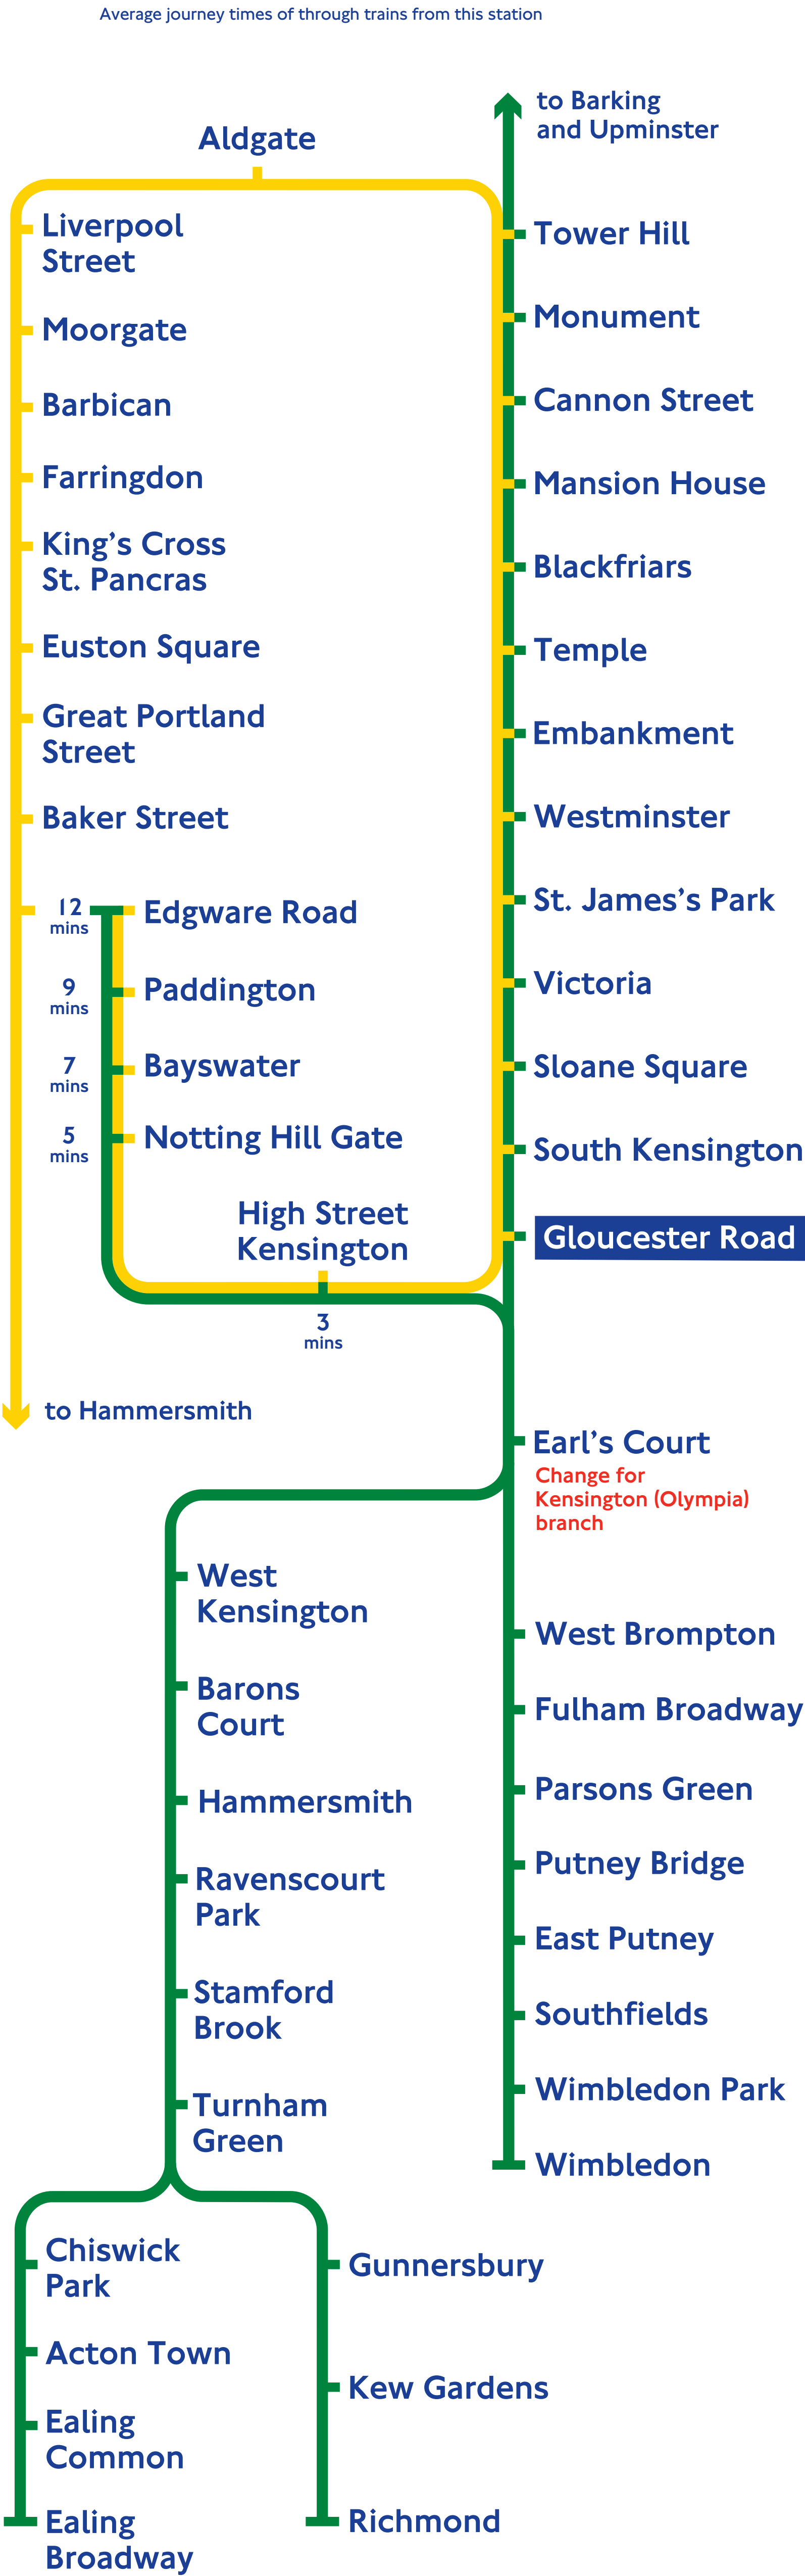 Average journey times of through trains from this station
to Barking
and Upminster
Aldgate
Liverpool
Street
Moorgate
Barbican
Farringdon
King's Cross
St. Pancras
Euston Square
Great Portland
Street
Baker Street
12
mins
Edgware Road
9
mins
Paddington
7
mins
Bayswater
5
mins
Notting Hill Gate
High Street
Kensington
3
mins
to Hammersmith
Tower Hill
Monument
Cannon Street
Mansion House
Blackfriars
Temple
Embankment
Westminster
St. James's Park
Victoria
Sloane Square
South Kensington
Gloucester Road
Earl's Court
Change for
Kensington (Olympia)
branch
West
Kensington
Barons
Court
Hammersmith
Ravenscourt
Park
Stamford
Brook
Turnham
Green
West Brompton
Fulham Broadway
Parsons Green
Putney Bridge
East Putney
Southfields
Wimbledon Park
Wimbledon
Chiswick
Park
Acton Town
Ealing
Common
Ealing
Broadway
Gunnersbury
Kew Gardens
Richmond